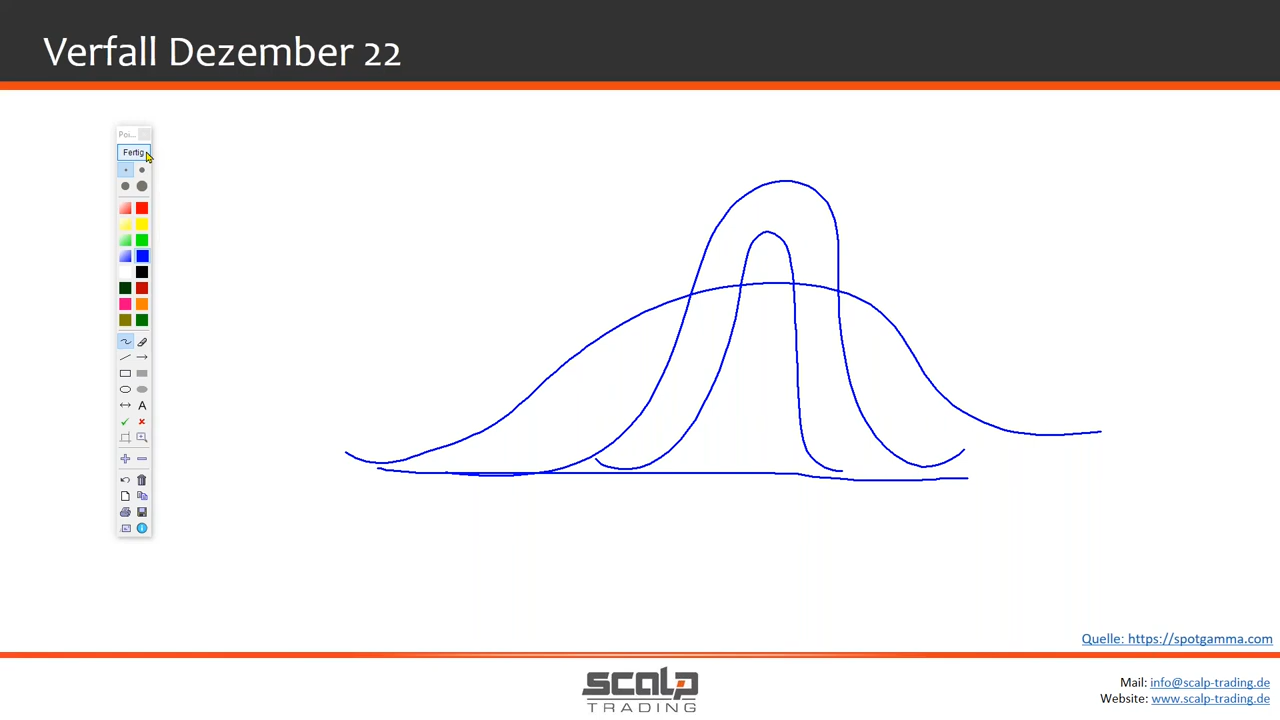 Verfall Dezember 22
Poi...
Fertig
A
Quelle: https://spotgamma.com
scalp
TRADING
Mail: info@scalp-trading.de
Website: www.scalp-trading.de